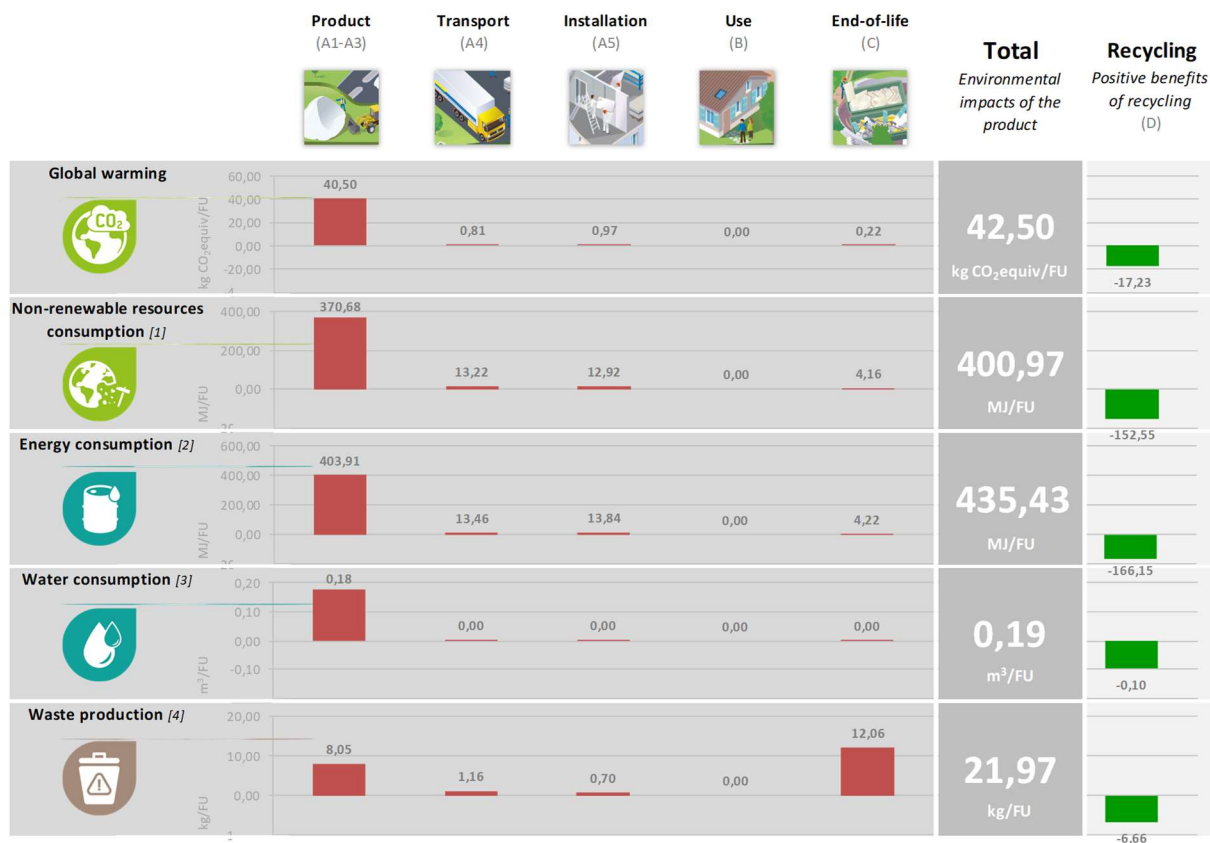 Product
(A1-A3)
Transport
(A4)
Installation
(A5)
Use
(B)
End-of-life
(C)
Total
Environmental
impacts of the
product
Recycling
Positive benefits
of recycling
(D)
Global warming
CO₂
kg CO₂equiv/FU
60,00
40,00
20,00
0,00
-20,00
40,50
0,81
0,97
0,00
0,22
42,50
kg CO₂equiv/FU
-17,23
Non-renewable resources
consumption [1]
MJ/FU
400,00
200,00
0,00
370,68
13,22
12,92
0,00
4,16
400,97
MJ/FU
-152,55
Energy consumption [2]
MJ/FU
600,00
400,00
200,00
0,00
403,91
13,46
13,84
0,00
4,22
435,43
MJ/FU
-166,15
Water consumption [3]
m³/FU
0,20
0,10
0,00
-0,10
0,18
0,00
0,00
0,00
0,00
0,19
m³/FU
-0,10
Waste production [4]
kg/FU
20,00
10,00
0,00
8,05
1,16
0,70
0,00
12,06
21,97
kg/FU
-6,66